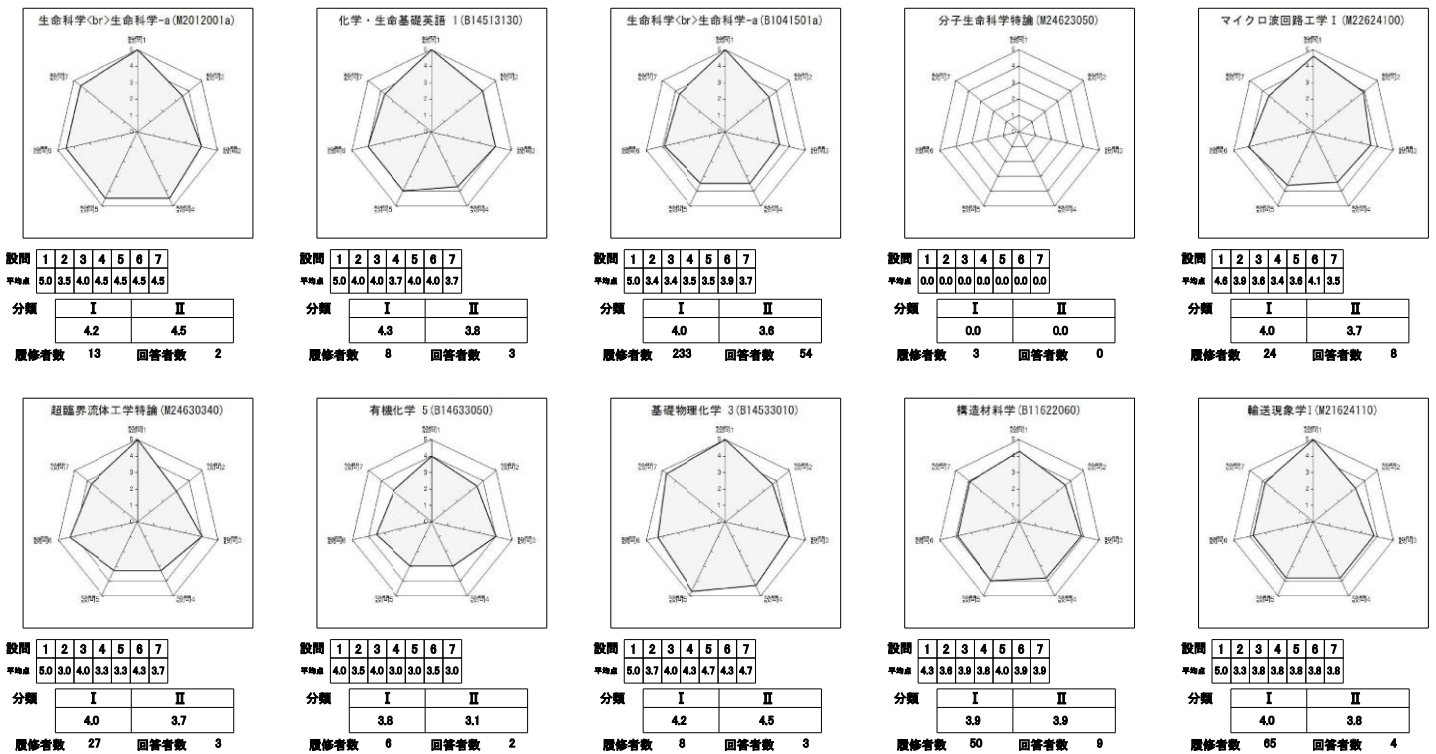 生命科学<br>生命科学-a(M2012001a)
設問 1 2 3 4 5 6 7
平均点 5.0 3.5 4.0 4.5 4.5 4.5 4.5
分類 Ⅰ Ⅱ
4.2 4.5
履修者数 13 回答者数 2
化学・生命基礎英語 1(B14513130)
設問 1 2 3 4 5 6 7
平均点 5.0 4.0 4.0 3.7 4.0 4.0 3.7
分類 Ⅰ Ⅱ
4.3 3.8
履修者数 8 回答者数 3
生命科学<br>生命科学-a(B1041501a)
設問 1 2 3 4 5 6 7
平均点 5.0 3.4 3.4 3.5 3.5 3.9 3.7
分類 Ⅰ Ⅱ
4.0 3.6
履修者数 233 回答者数 54
分子生命科学特論(M24623050)
設問 1 2 3 4 5 6 7
平均点 0.0 0.0 0.0 0.0 0.0 0.0 0.0
分類 Ⅰ Ⅱ
0.0 0.0
履修者数 3 回答者数 0
マイクロ波回路工学Ⅰ(M22624100)
設問 1 2 3 4 5 6 7
平均点 4.6 3.9 3.6 3.4 3.6 4.1 3.5
分類 Ⅰ Ⅱ
4.0 3.7
履修者数 24 回答者数 8
超臨界流体工学特論(M24630340)
設問 1 2 3 4 5 6 7
平均点 5.0 3.0 4.0 3.3 3.3 4.3 3.7
分類 Ⅰ Ⅱ
4.0 3.7
履修者数 27 回答者数 3
有機化学 5(B14633050)
設問 1 2 3 4 5 6 7
平均点 4.0 3.5 4.0 3.0 3.0 3.5 3.0
分類 Ⅰ Ⅱ
3.8 3.1
履修者数 6 回答者数 2
基礎物理化学 3(B14533010)
設問 1 2 3 4 5 6 7
平均点 5.0 3.7 4.0 4.3 4.7 4.3 4.7
分類 Ⅰ Ⅱ
4.2 4.5
履修者数 8 回答者数 3
構造材料学(B11622060)
設問 1 2 3 4 5 6 7
平均点 4.3 3.6 3.9 3.8 4.0 3.9 3.9
分類 Ⅰ Ⅱ
3.9 3.9
履修者数 50 回答者数 9
輸送現象学Ⅰ(M21624110)
設問 1 2 3 4 5 6 7
平均点 5.0 3.3 3.8 3.8 3.8 3.8 3.8
分類 Ⅰ Ⅱ
4.0 3.8
履修者数 65 回答者数 4